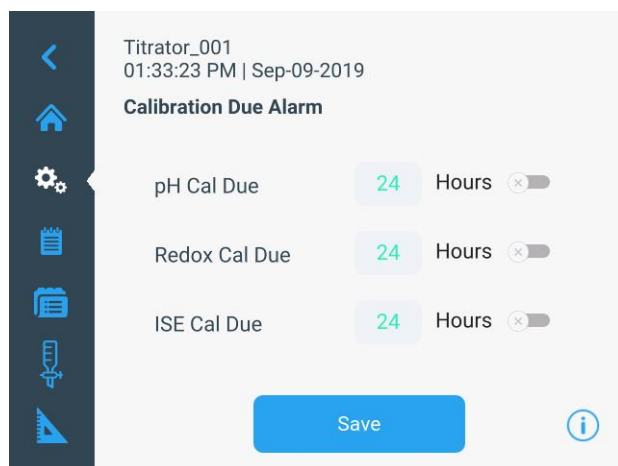 Titrator_001
01:33:23 PM | Sep-09-2019
Calibration Due Alarm
pH Cal Due 24 Hours
Redox Cal Due 24 Hours
ISE Cal Due 24 Hours
Save